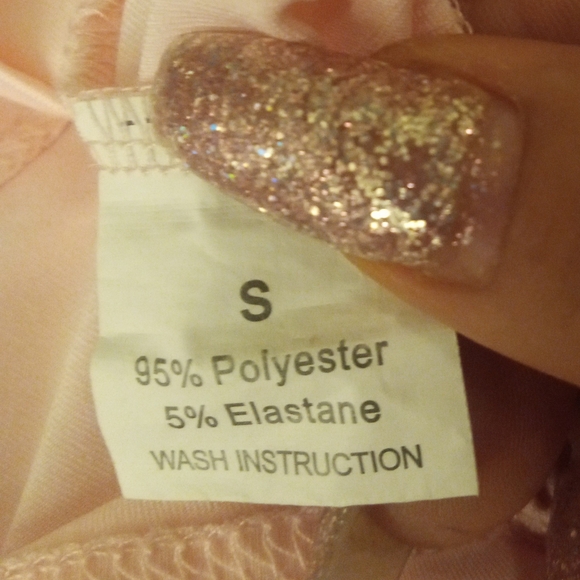 S
95% Polyester
5% Elastane
WASH INSTRUCTION